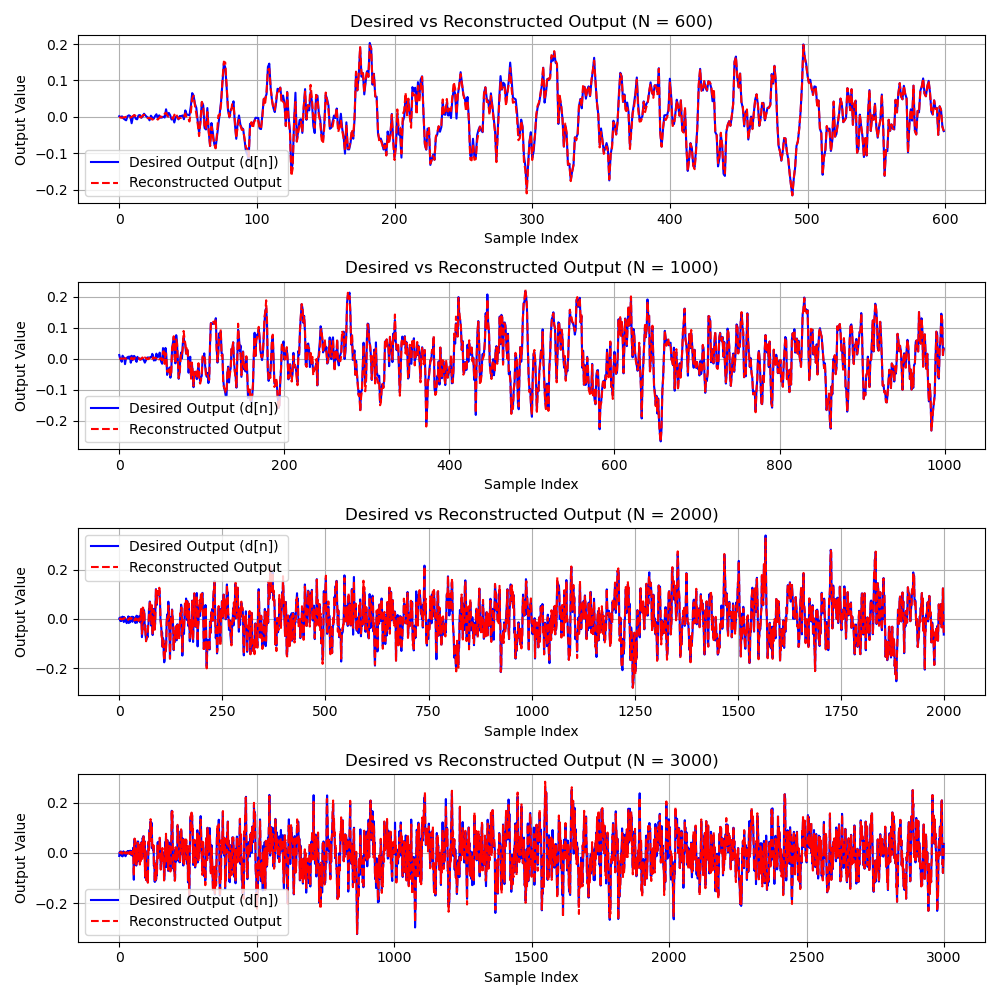 Desired vs Reconstructed Output (N = 600)
Output Value
0.2
0.1
0.0
−0.1
−0.2
Desired Output (d[n])
Reconstructed Output
0 100 200 300 400 500 600
Sample Index
Desired vs Reconstructed Output (N = 1000)
Output Value
0.2
0.1
0.0
−0.1
−0.2
Desired Output (d[n])
Reconstructed Output
0 200 400 600 800 1000
Sample Index
Desired vs Reconstructed Output (N = 2000)
Output Value
0.2
0.0
−0.2
Desired Output (d[n])
Reconstructed Output
0 250 500 750 1000 1250 1500 1750 2000
Sample Index
Desired vs Reconstructed Output (N = 3000)
Output Value
0.2
0.0
−0.2
Desired Output (d[n])
Reconstructed Output
0 500 1000 1500 2000 2500 3000
Sample Index